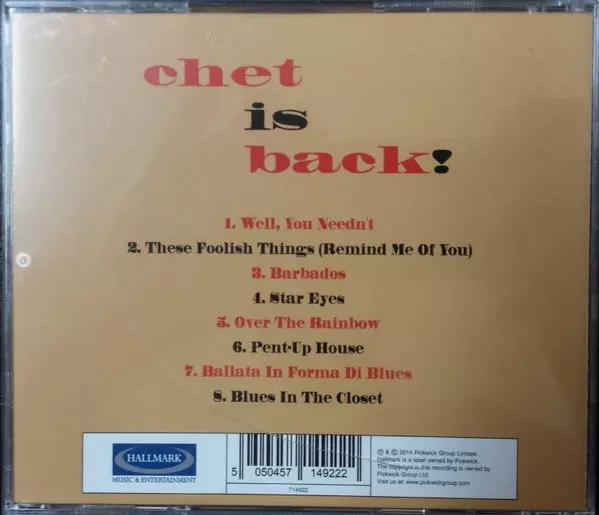 chet
is
back!
1. Well, You Needn't
2. These Foolish Things (Remind Me Of You)
3. Barbados
4. Star Eyes
5. Over The Rainbow
6. Pent-Up House
7. Ballata In Forma Di Blues
8. Blues In The Closet
HALLMARK
MUSIC & ENTERTAINMENT
5 050457 149222
714922
℗ & © 2014 Pickwick Group Limited.
Hallmark is a label owned by Pickwick.
The copyright in this recording is owned by
Pickwick Group Ltd.
Visit us at: www.pickwickgroup.com